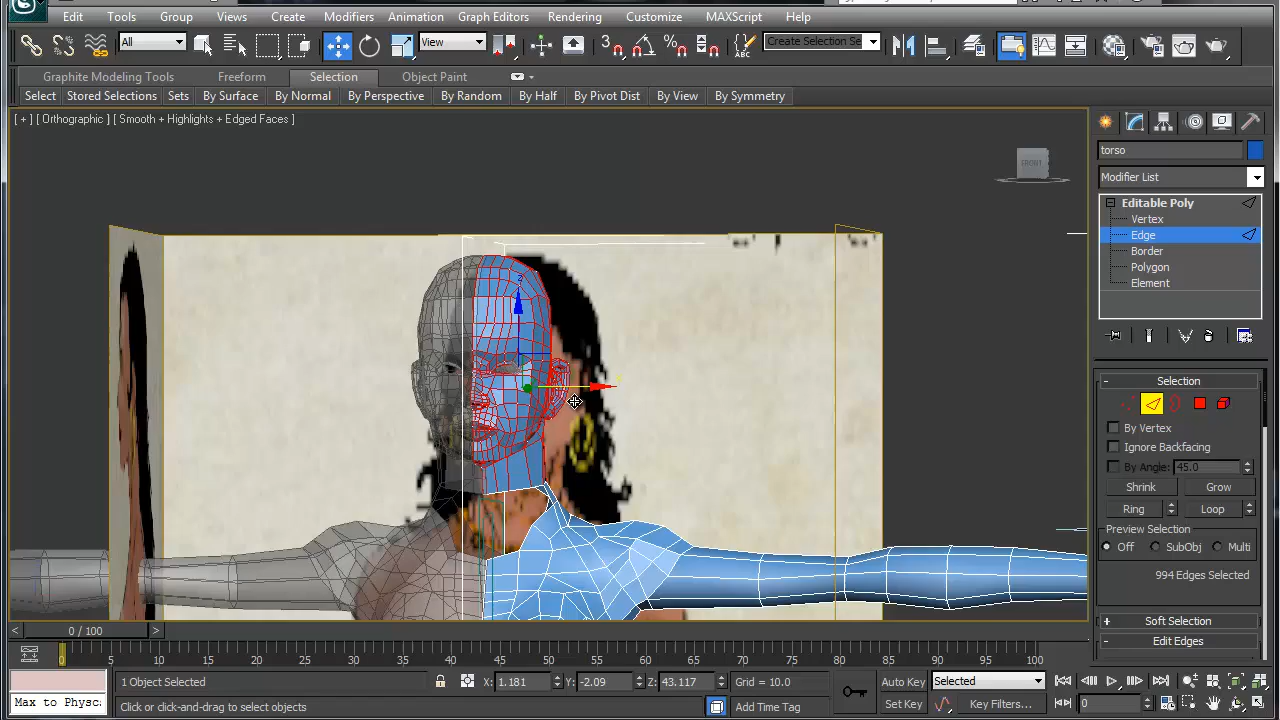 Edit Tools Group Views Create Modifiers Animation Graph Editors Rendering Customize MAXScript Help
All View 3 ABC Create Selection Se
Graphite Modeling Tools Freeform Selection Object Paint
Select Stored Selections Sets By Surface By Normal By Perspective By Random By Half By Pivot Dist By View By Symmetry
[ + ] [ Orthographic ] [ Smooth + Highlights + Edged Faces ]
FRONT
torso
Modifier List
Editable Poly
Vertex
Edge
Border
Polygon
Element
- Selection
By Vertex
Ignore Backfacing
By Angle: 45.0
Shrink Grow
Ring Loop
Preview Selection
Off SubObj Multi
994 Edges Selected
+ Soft Selection
- Edit Edges
z
< 0 / 100 >
0 5 10 15 20 25 30 35 40 45 50 55 60 65 70 75 80 85 90 95 100
1 Object Selected X: 1.181 Y: -2.09 Z: 43.117 Grid = 10.0 Auto Key Selected
Max to Physc. Click or click-and-drag to select objects Add Time Tag Set Key Key Filters... 0